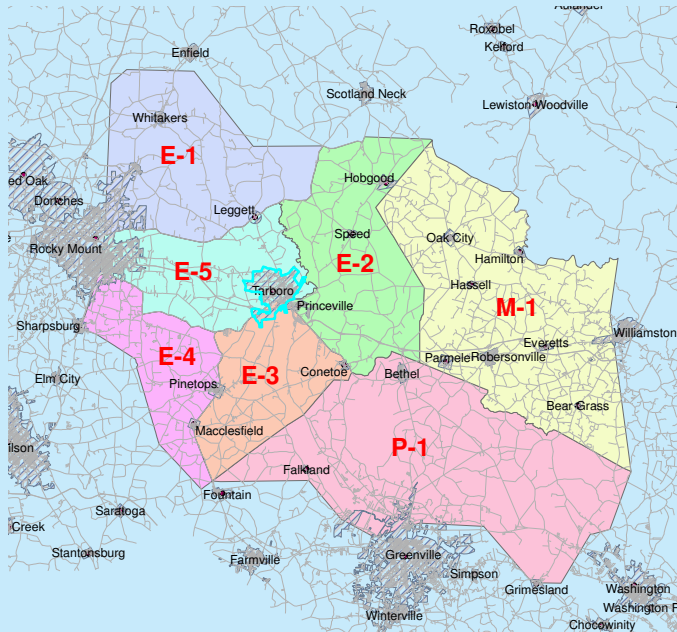 Roxobel
Kelford
Enfield
Scotland Neck
Lewiston-Woodville
Whitakers
E-1
Hobgood
Dortches
Leggett
Speed
Oak City
Rocky Mount
Hamilton
E-5
E-2
Hassell
Tarboro
M-1
Princeville
Sharpsburg
Williamston
Everetts
E-4
E-3
Parmele
Robersonville
Elm City
Conetoe
Bethel
Pinetops
Bear Grass
Macclesfield
P-1
Falkland
Fountain
Saratoga
Creek
Stantonsburg
Farmville
Greenville
Simpson
Grimesland
Washington
Winterville
Chocowinity